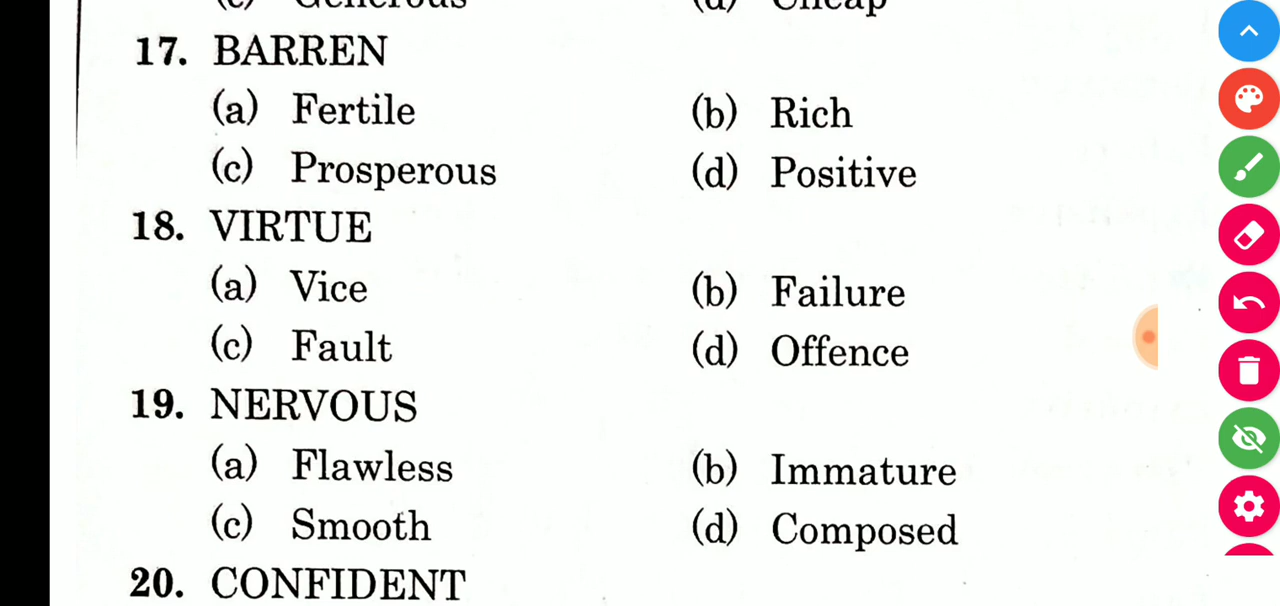 17. BARREN
(a) Fertile (b) Rich
(c) Prosperous (d) Positive
18. VIRTUE
(a) Vice (b) Failure
(c) Fault (d) Offence
19. NERVOUS
(a) Flawless (b) Immature
(c) Smooth (d) Composed
20. CONFIDENT